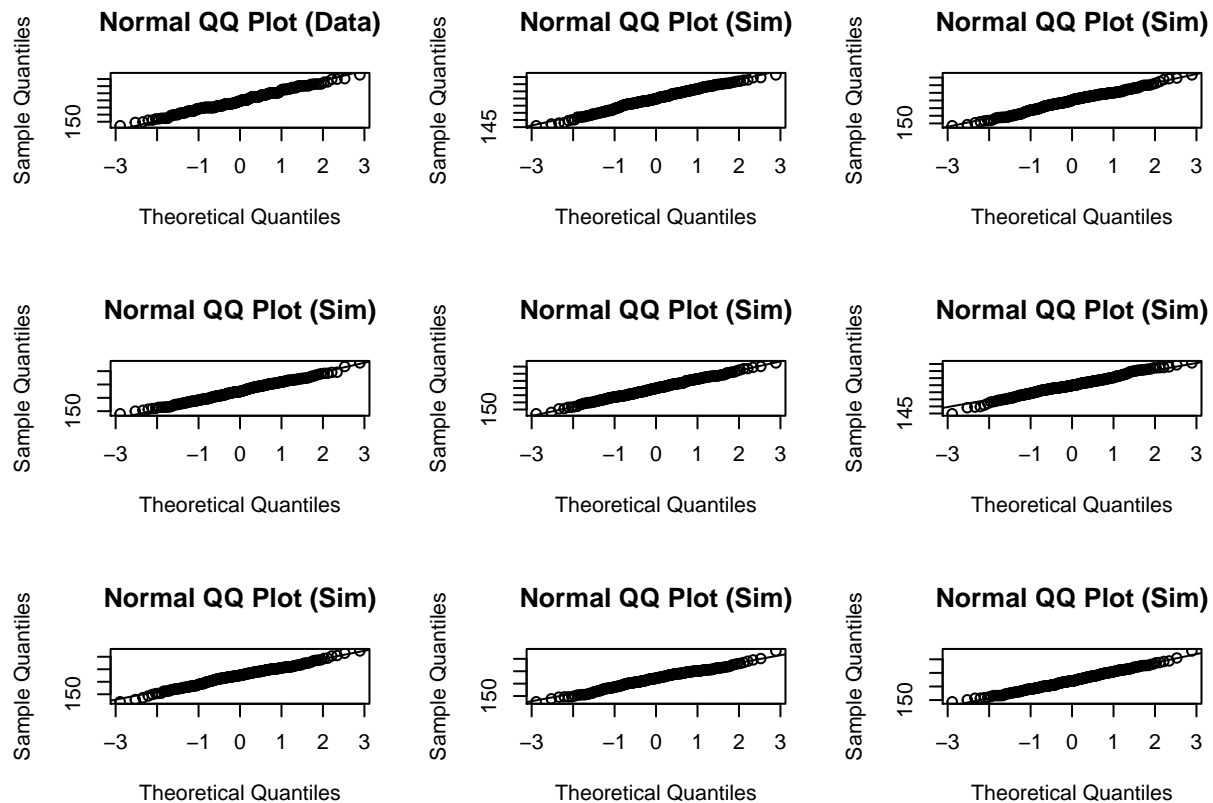 Normal QQ Plot (Data)
Sample Quantiles
150
−3 −1 0 1 2 3
Theoretical Quantiles
Normal QQ Plot (Sim)
Sample Quantiles
145
−3 −1 0 1 2 3
Theoretical Quantiles
Normal QQ Plot (Sim)
Sample Quantiles
150
−3 −1 0 1 2 3
Theoretical Quantiles
Normal QQ Plot (Sim)
Sample Quantiles
150
−3 −1 0 1 2 3
Theoretical Quantiles
Normal QQ Plot (Sim)
Sample Quantiles
150
−3 −1 0 1 2 3
Theoretical Quantiles
Normal QQ Plot (Sim)
Sample Quantiles
145
−3 −1 0 1 2 3
Theoretical Quantiles
Normal QQ Plot (Sim)
Sample Quantiles
150
−3 −1 0 1 2 3
Theoretical Quantiles
Normal QQ Plot (Sim)
Sample Quantiles
150
−3 −1 0 1 2 3
Theoretical Quantiles
Normal QQ Plot (Sim)
Sample Quantiles
150
−3 −1 0 1 2 3
Theoretical Quantiles